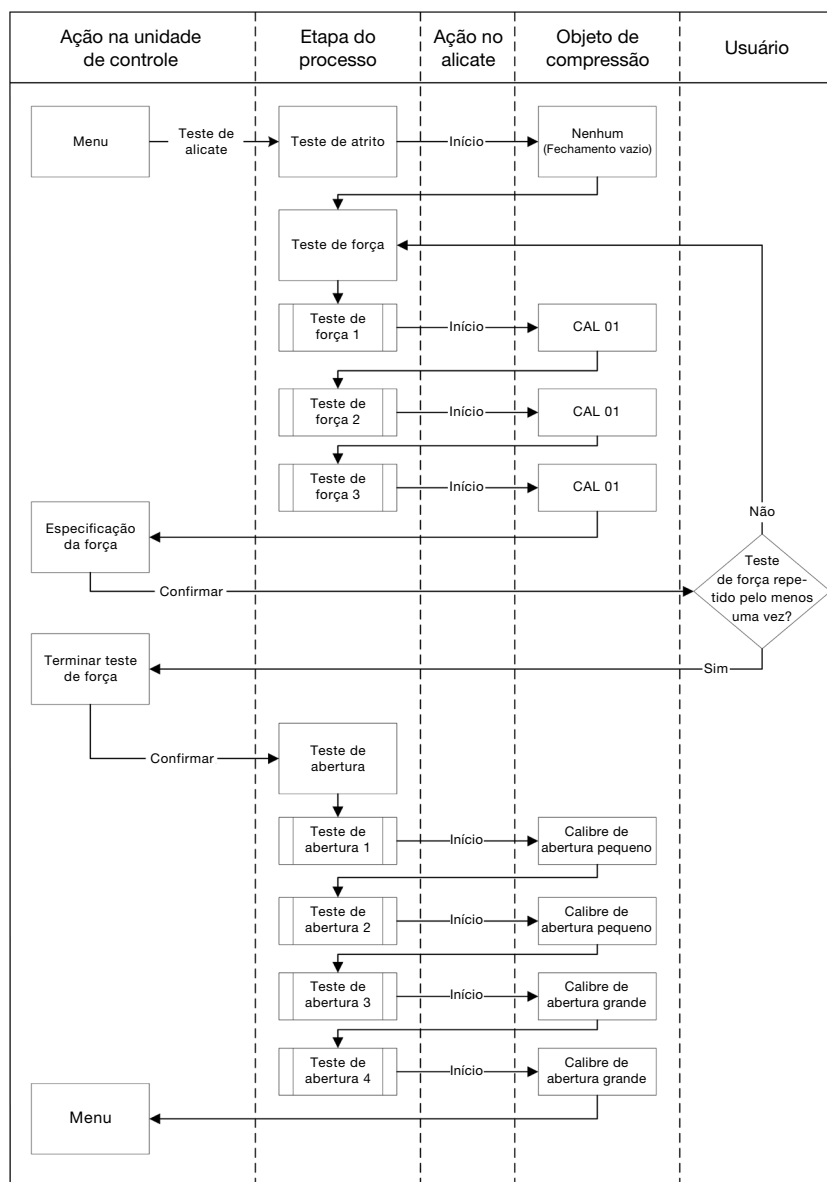 Ação na unidade
de controle
Etapa do
processo
Ação no
alicate
Objeto de
compressão
Usuário
Menu
Teste de
alicate
Teste de atrito
Início
Nenhum
(Fechamento vazio)
Teste de força
Teste de
força 1
Início
CAL 01
Teste de
força 2
Início
CAL 01
Teste de
força 3
Início
CAL 01
Especificação
da força
Confirmar
Não
Teste
de força repe-
tido pelo menos
uma vez?
Sim
Terminar teste
de força
Confirmar
Teste de
abertura
Teste de
abertura 1
Início
Calibre de
abertura pequeno
Teste de
abertura 2
Início
Calibre de
abertura pequeno
Teste de
abertura 3
Início
Calibre de
abertura grande
Teste de
abertura 4
Início
Calibre de
abertura grande
Menu